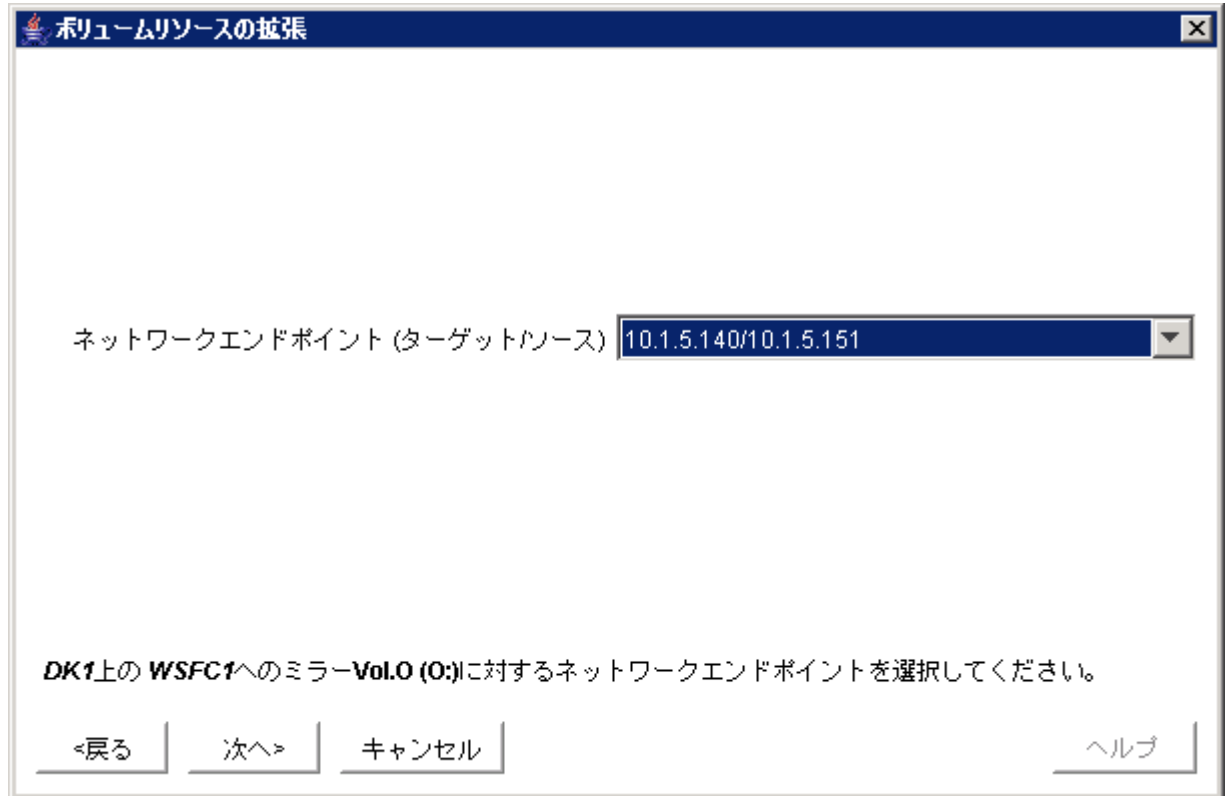 ボリュームリソースの拡張
ネットワークエンドポイント (ターゲット/ソース) 10.1.5.140/10.1.5.151
DK1上の WSFC1へのミラーVol.O (O:)に対するネットワークエンドポイントを選択してください。
<戻る 次へ> キャンセル ヘルプ